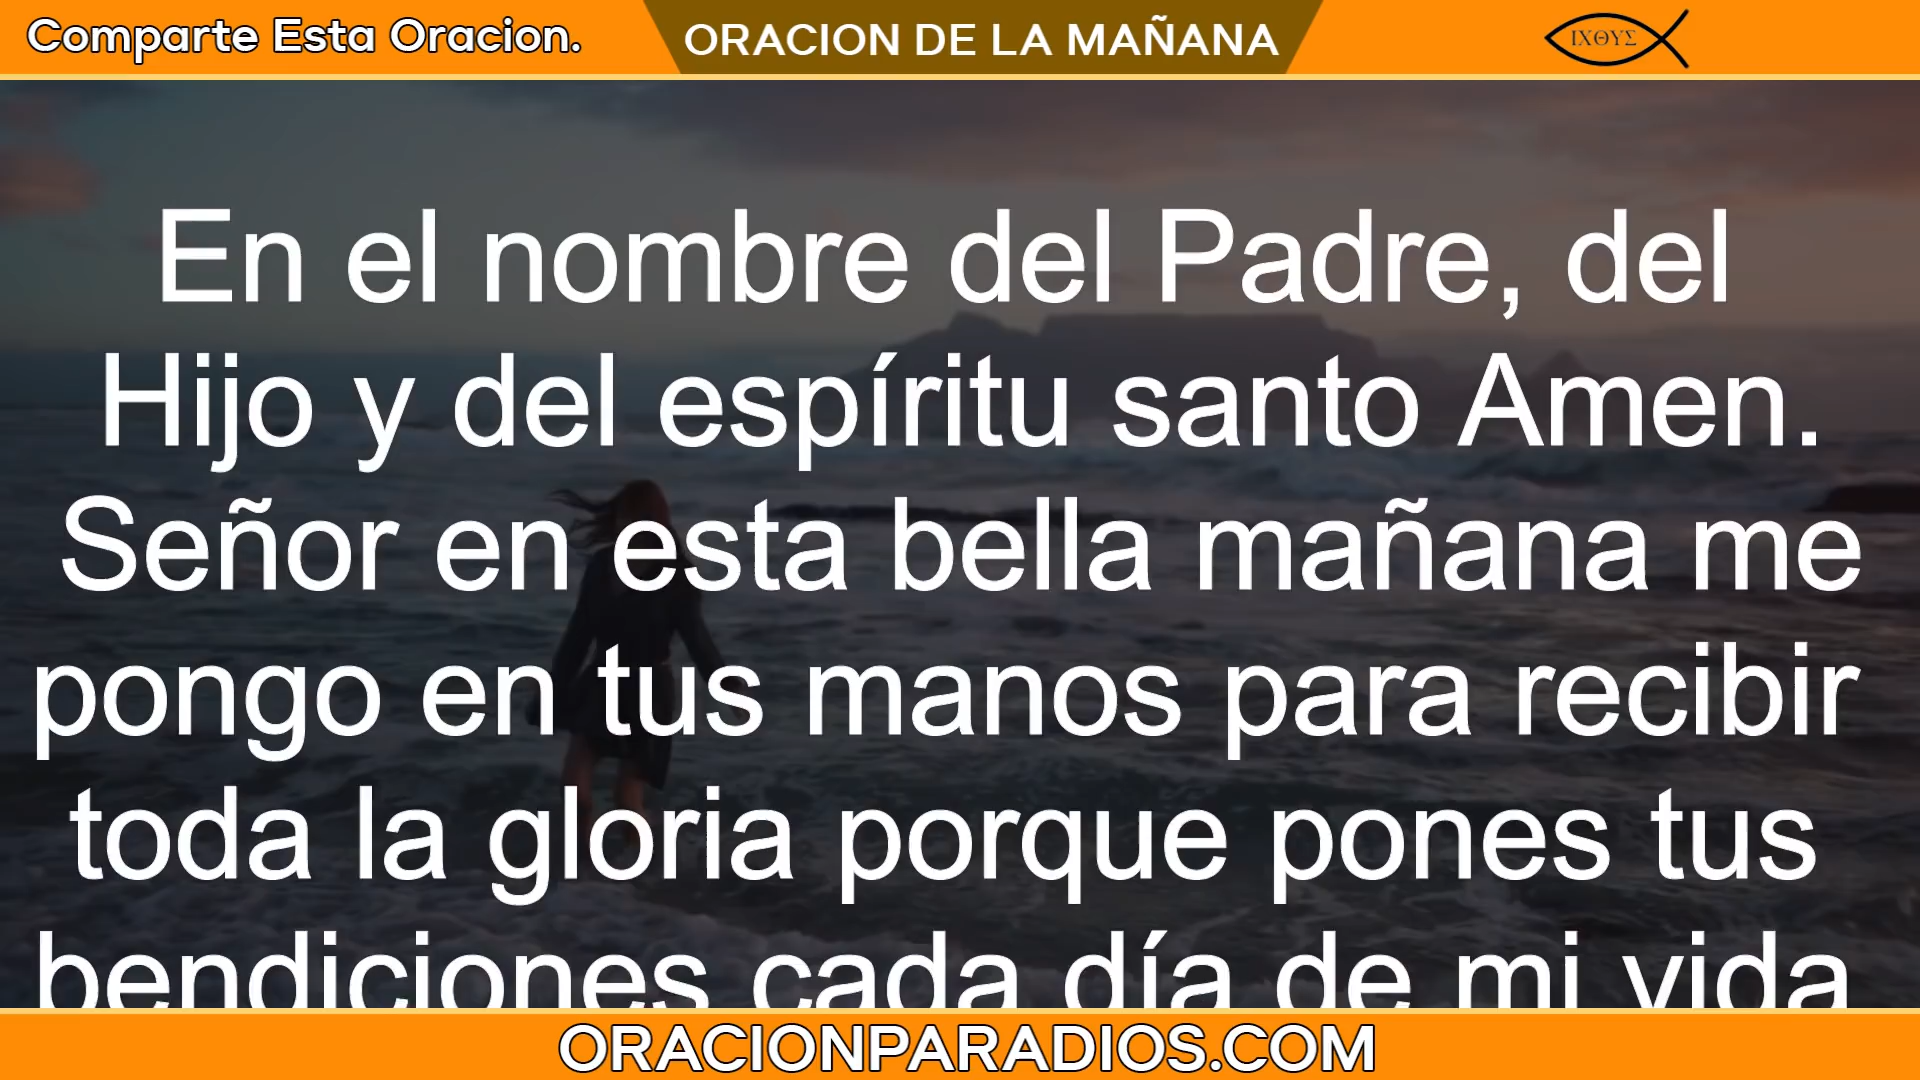 Comparte Esta Oracion.
ORACION DE LA MAÑANA
ΙΧΘΥΣ
En el nombre del Padre, del
Hijo y del espíritu santo Amen.
Señor en esta bella mañana me
pongo en tus manos para recibir
toda la gloria porque pones tus
bendiciones cada día de mi vida
ORACIONPARADIOS.COM